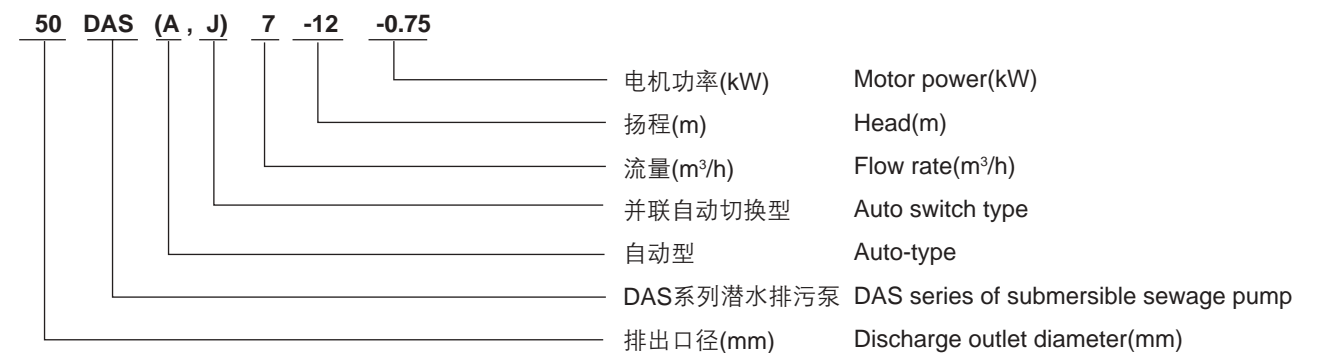 50 DAS (A , J) 7 -12 -0.75
电机功率(kW) Motor power(kW)
扬程(m) Head(m)
流量(m³/h) Flow rate(m³/h)
并联自动切换型 Auto switch type
自动型 Auto-type
DAS系列潜水排污泵 DAS series of submersible sewage pump
排出口径(mm) Discharge outlet diameter(mm)